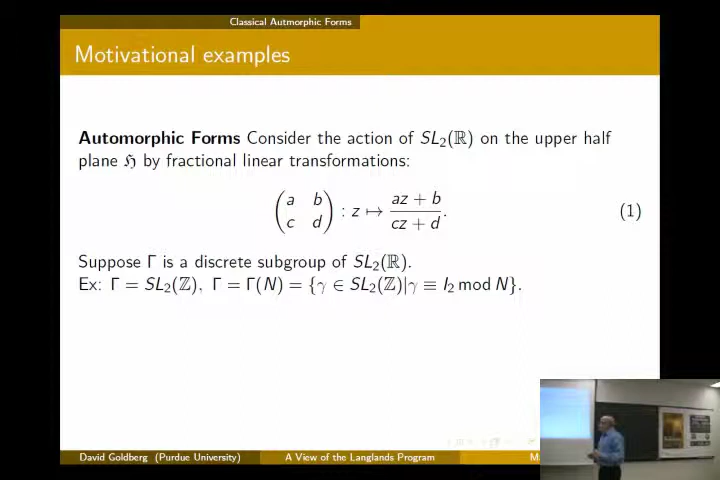 Classical Autmorphic Forms
Motivational examples
Automorphic Forms Consider the action of SL₂(ℝ) on the upper half
plane ℌ by fractional linear transformations:
(a b
c d) : z ↦ az + b / cz + d. (1)
Suppose Γ is a discrete subgroup of SL₂(ℝ).
Ex: Γ = SL₂(ℤ), Γ = Γ(N) = {γ ∈ SL₂(ℤ)|γ ≡ I₂ mod N}.
David Goldberg (Purdue University) A View of the Langlands Program